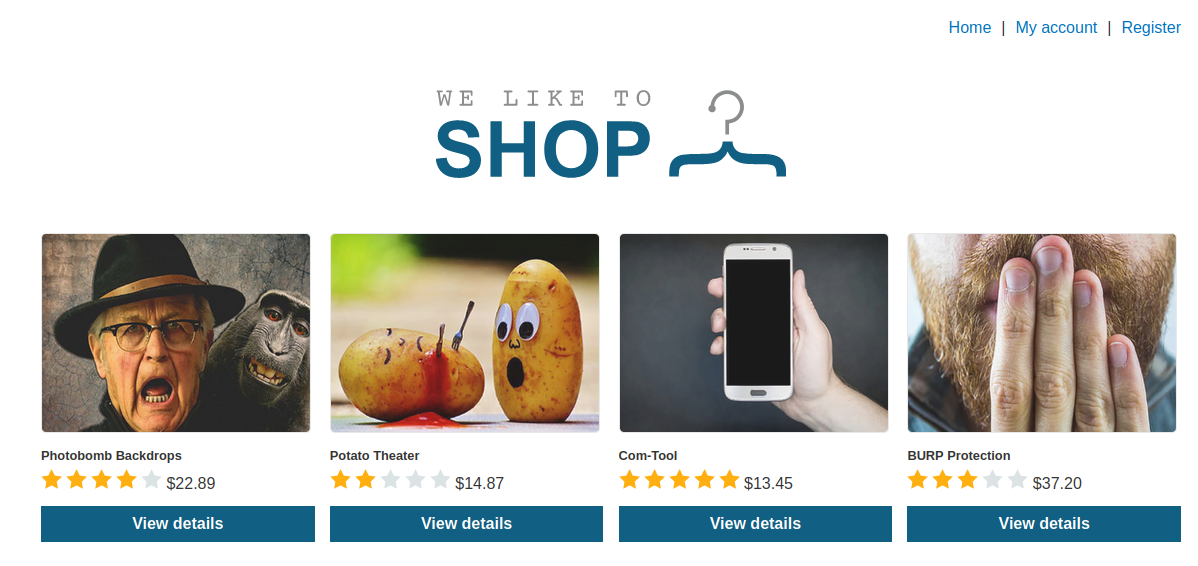 Home | My account | Register
WE LIKE TO
SHOP
Photobomb Backdrops
$22.89
View details
Potato Theater
$14.87
View details
Com-Tool
$13.45
View details
BURP Protection
$37.20
View details